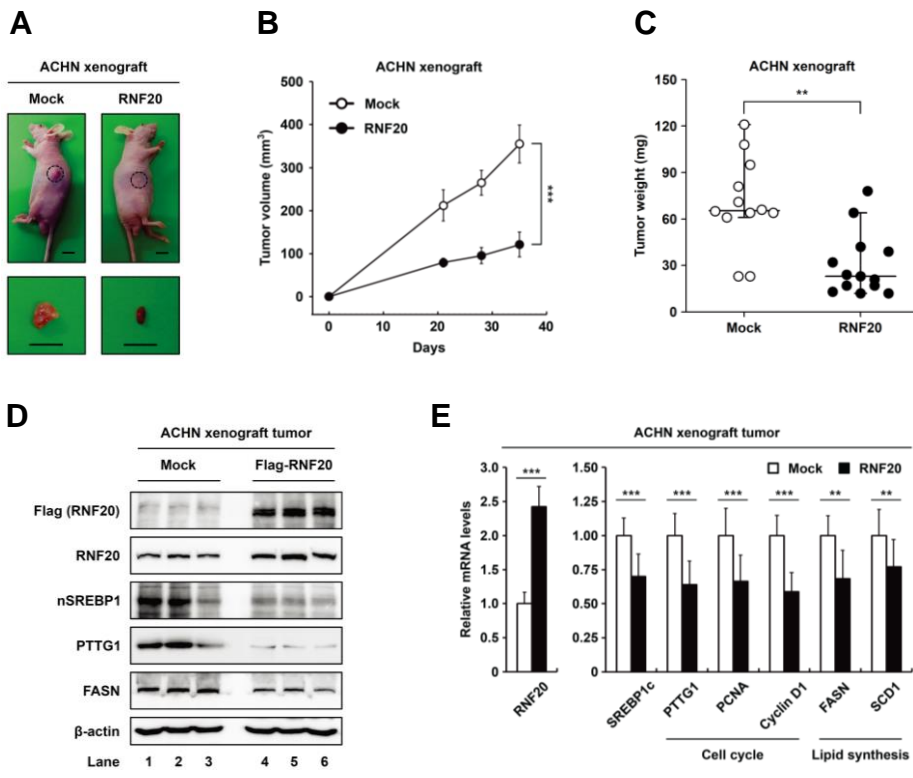 A
ACHN xenograft
Mock RNF20
B
ACHN xenograft
Tumor volume (mm³)
500
400
300
200
100
0
Mock
RNF20
***
0 10 20 30 40
Days
C
ACHN xenograft
Tumor weight (mg)
150
120
90
60
30
0
**
Mock RNF20
D
ACHN xenograft tumor
Mock Flag-RNF20
Flag (RNF20)
RNF20
nSREBP1
PTTG1
FASN
β-actin
Lane 1 2 3 4 5 6
E
ACHN xenograft tumor
Relative mRNA levels
3.0
2.5
2.0
1.5
1.0
0.5
0
***
RNF20
1.50
1.25
1.00
0.75
0.50
0.25
0
Mock RNF20
*** *** *** *** ** **
SREBP1c PTTG1 PCNA Cyclin D1 FASN SCD1
Cell cycle Lipid synthesis